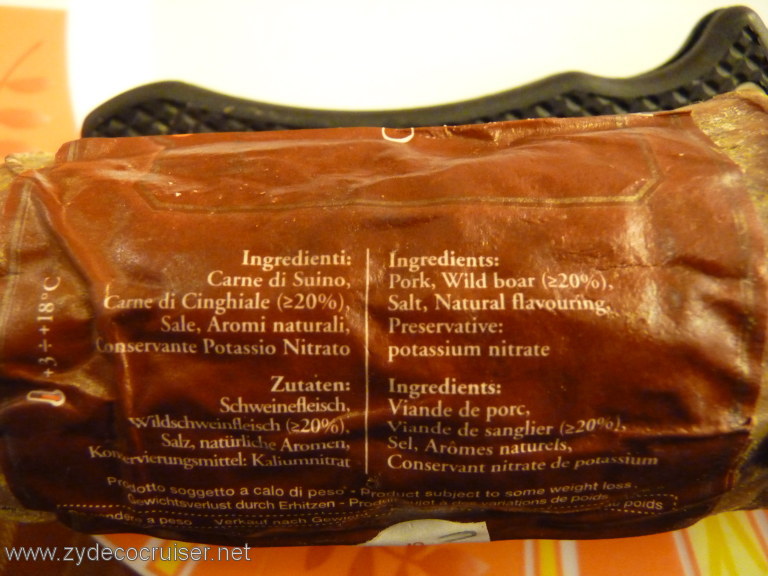 +3÷+18°C
Ingredienti:
Carne di Suino,
Carne di Cinghiale (≥20%),
Sale, Aromi naturali,
Conservante Potassio Nitrato
Ingredients:
Pork, Wild boar (≥20%),
Salt, Natural flavouring,
Preservative:
potassium nitrate
Zutaten:
Schweinefleisch,
Wildschweinfleisch (≥20%),
Salz, natürliche Aromen,
Konservierungsmittel: Kaliumnitrat
Ingredients:
Viande de porc,
Viande de sanglier (≥20%),
Sel, Arômes naturels,
Conservant nitrate de potassium
Prodotto soggetto a calo di peso - Product subject to some weight loss -
Gewichtsverlust durch Erhitzen - de poids
a peso - Verkauf nach
www.zydecocruiser.net